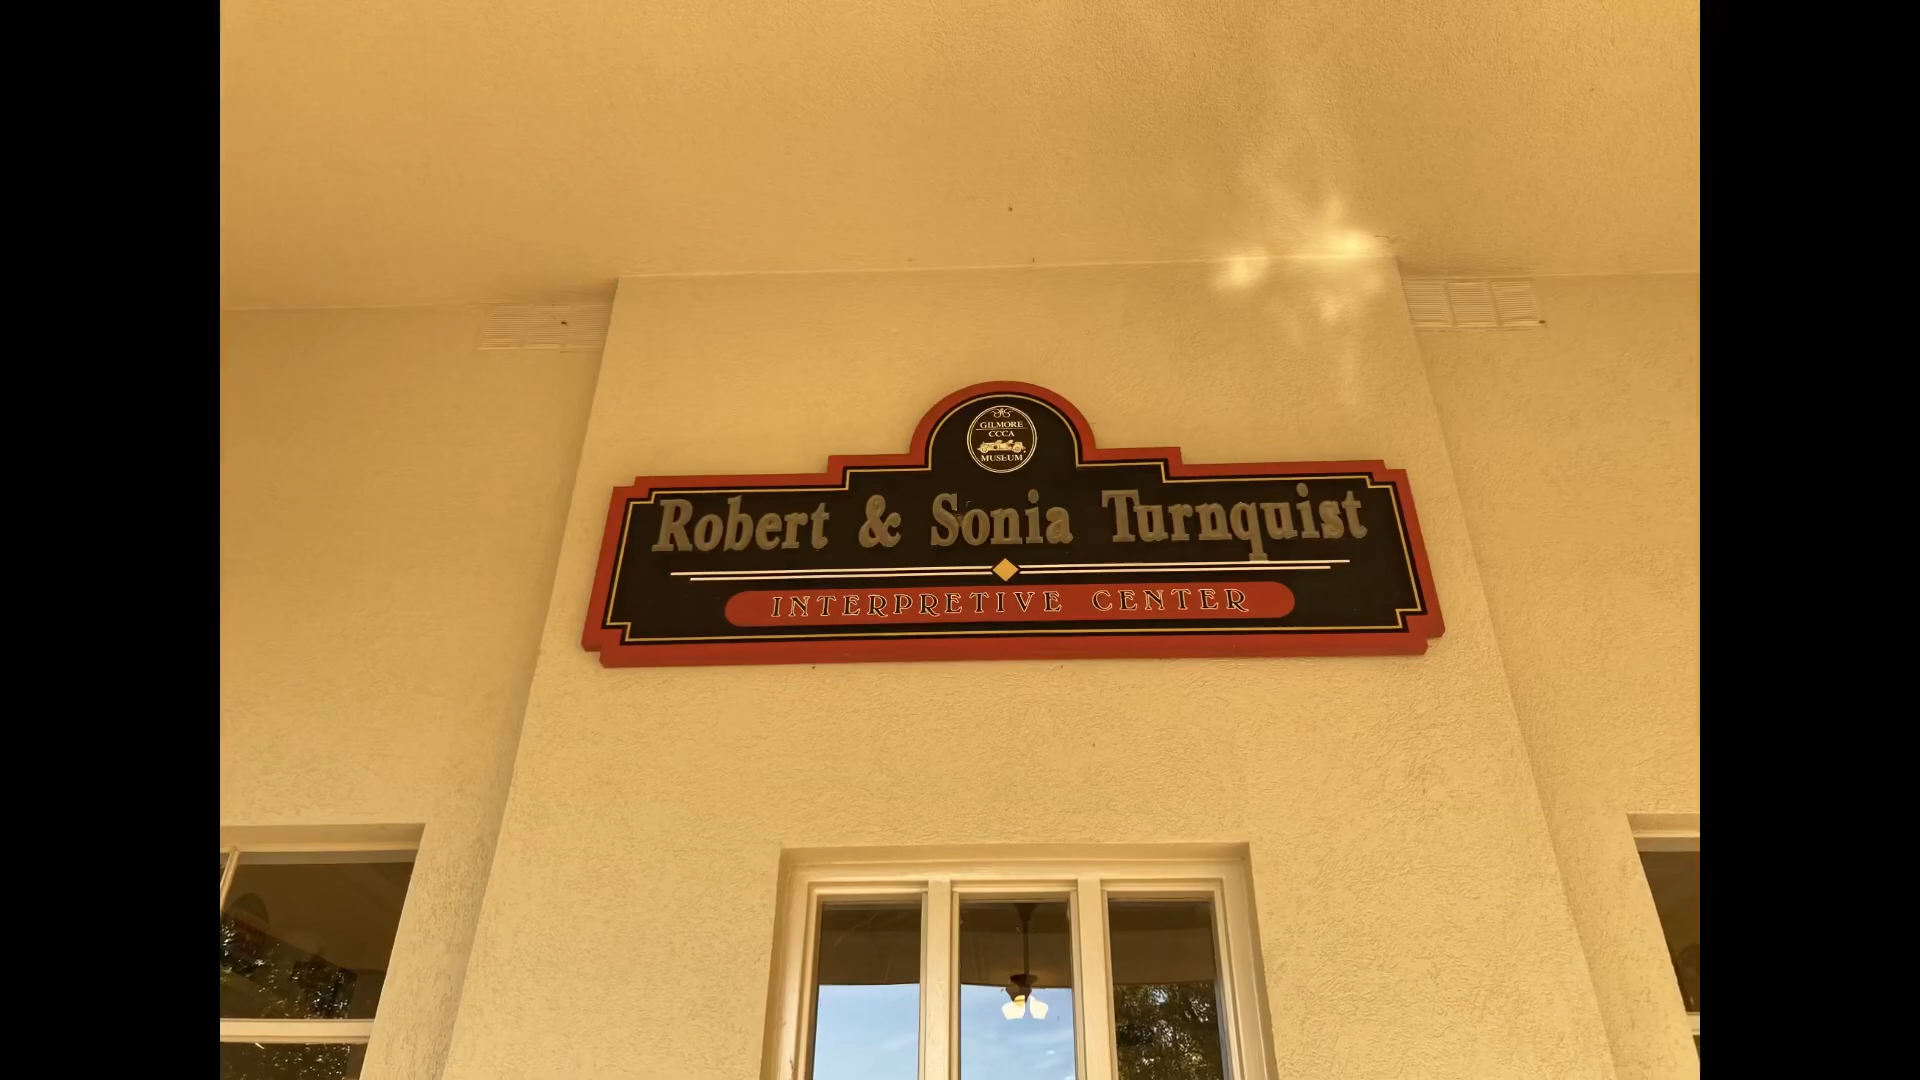 GILMORE
CCCA
MUSEUM
Robert & Sonia Turnquist
INTERPRETIVE CENTER